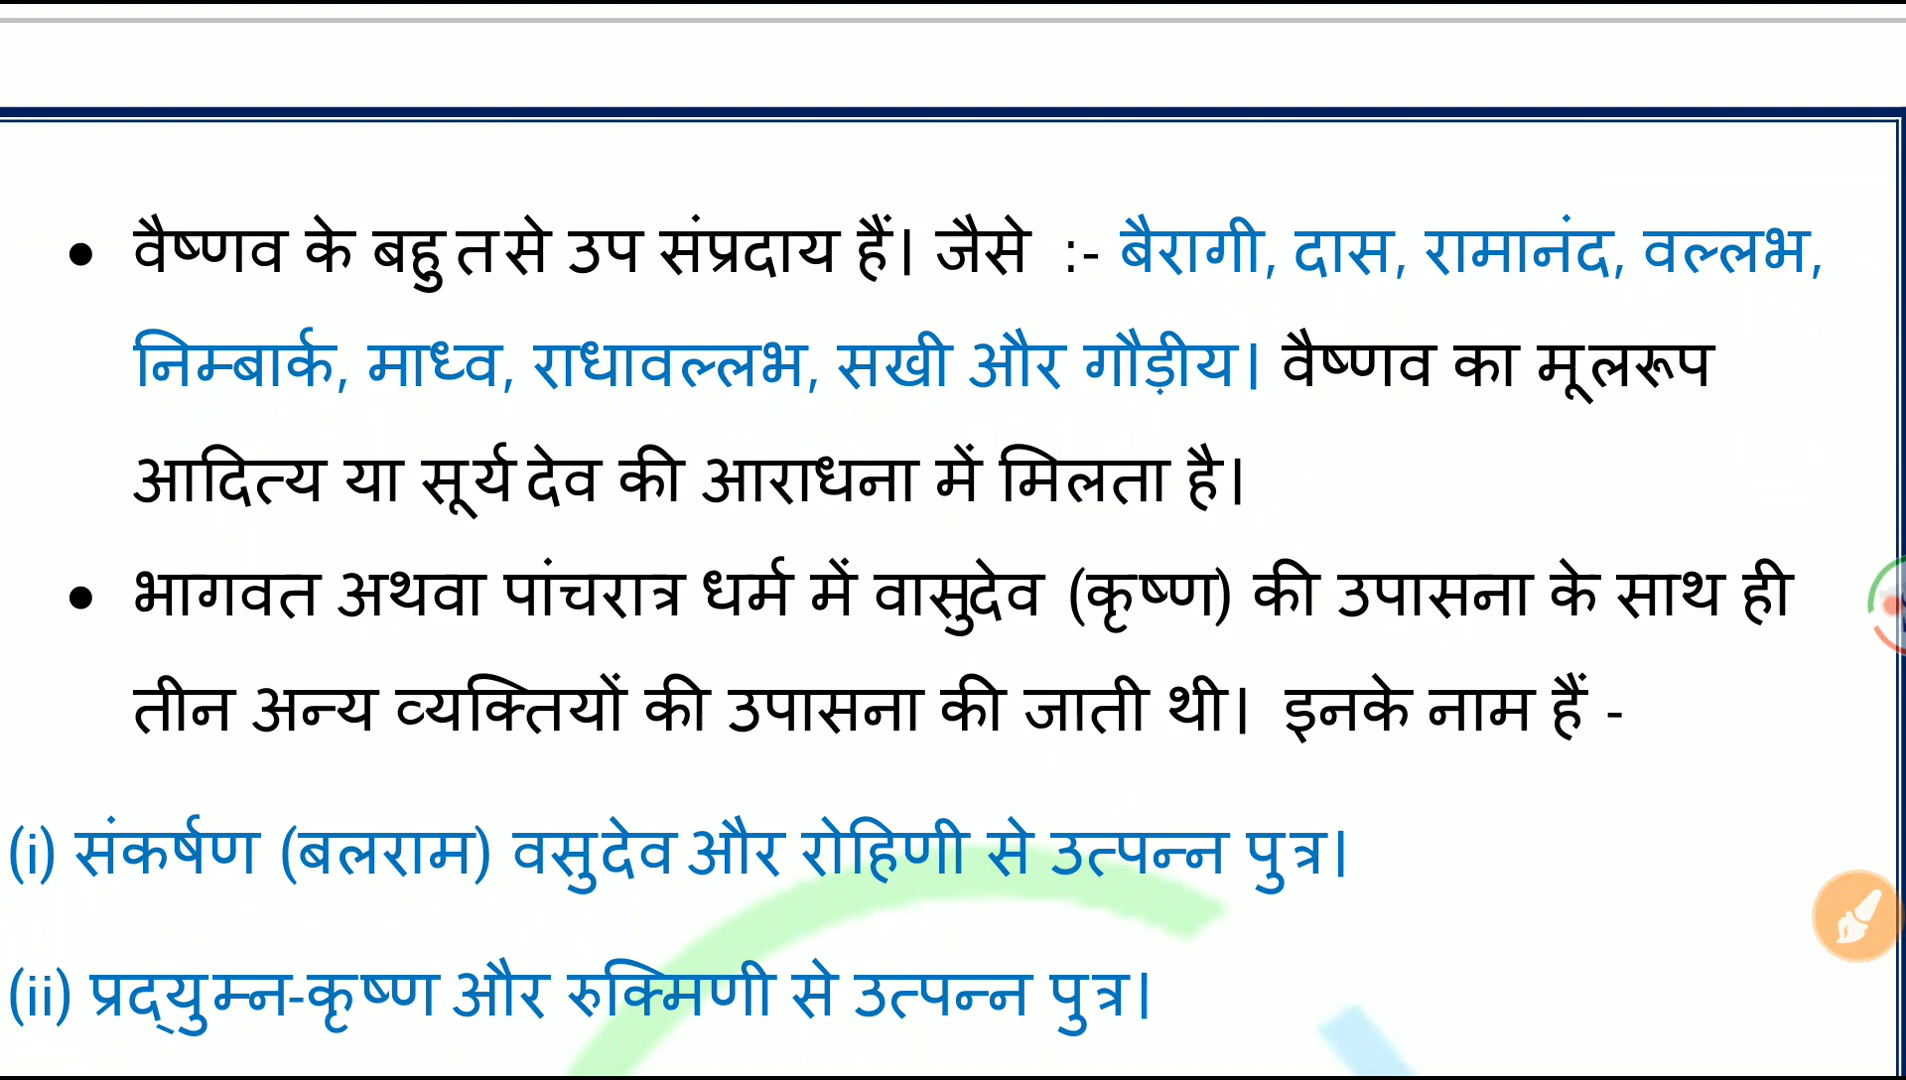 • वैष्णव के बहुत से उप संप्रदाय हैं। जैसे :- बैरागी, दास, रामानंद, वल्लभ,
निम्बार्क, माध्व, राधावल्लभ, सखी और गौड़ीय। वैष्णव का मूलरूप
आदित्य या सूर्य देव की आराधना में मिलता है।
• भागवत अथवा पांचरात्र धर्म में वासुदेव (कृष्ण) की उपासना के साथ ही
तीन अन्य व्यक्तियों की उपासना की जाती थी। इनके नाम हैं -
(i) संकर्षण (बलराम) वसुदेव और रोहिणी से उत्पन्न पुत्र।
(ii) प्रद्युम्न-कृष्ण और रुक्मिणी से उत्पन्न पुत्र।